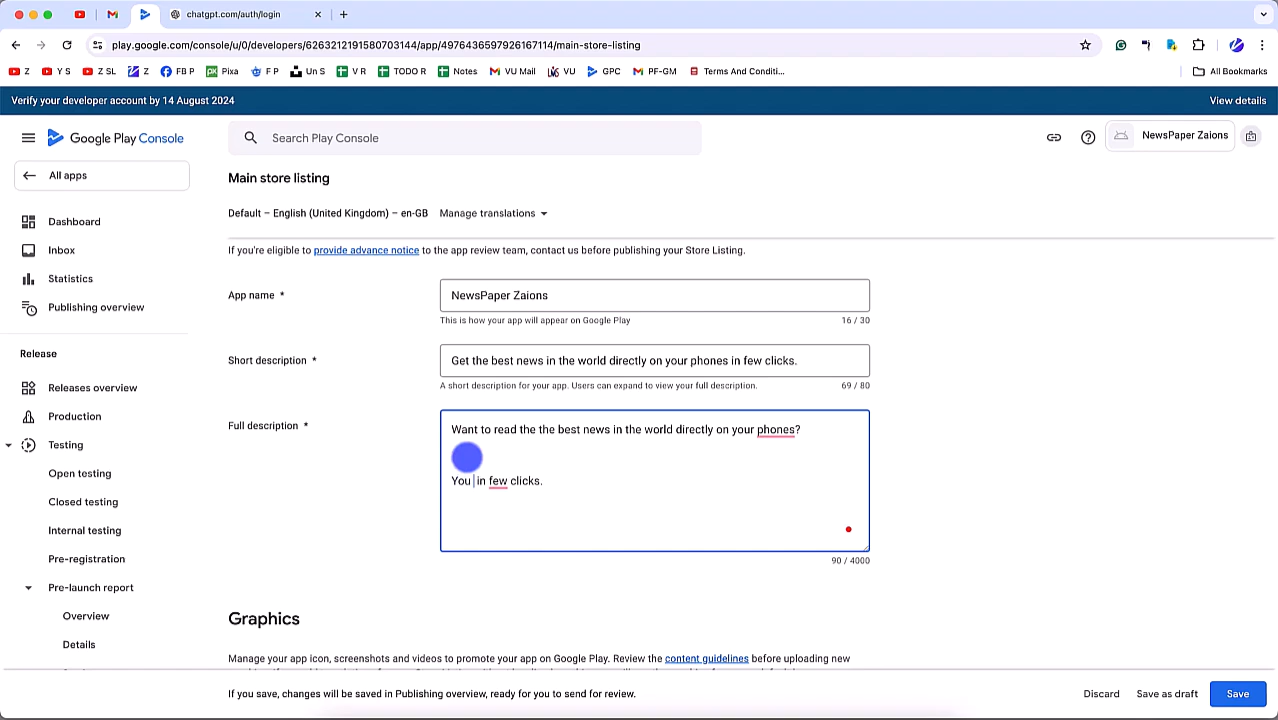 chatgpt.com/auth/login
play.google.com/console/u/0/developers/6263212191580703144/app/4976436597926167114/main-store-listing
Z Y S Z SL Z FB P Pixa F P Un S V R TODO R Notes VU Mail VU GPC PF-GM Terms And Conditi... All Bookmarks
Verify your developer account by 14 August 2024 View details
Google Play Console
Search Play Console
NewsPaper Zaions
All apps
Dashboard
Inbox
Statistics
Publishing overview
Release
Releases overview
Production
Testing
Open testing
Closed testing
Internal testing
Pre-registration
Pre-launch report
Overview
Details
Main store listing
Default – English (United Kingdom) – en-GB Manage translations
If you're eligible to provide advance notice to the app review team, contact us before publishing your Store Listing.
App name *
NewsPaper Zaions
This is how your app will appear on Google Play 16 / 30
Short description *
Get the best news in the world directly on your phones in few clicks.
A short description for your app. Users can expand to view your full description. 69 / 80
Full description *
Want to read the the best news in the world directly on your phones?
You in few clicks.
90 / 4000
Graphics
Manage your app icon, screenshots and videos to promote your app on Google Play. Review the content guidelines before uploading new
If you save, changes will be saved in Publishing overview, ready for you to send for review.
Discard Save as draft Save